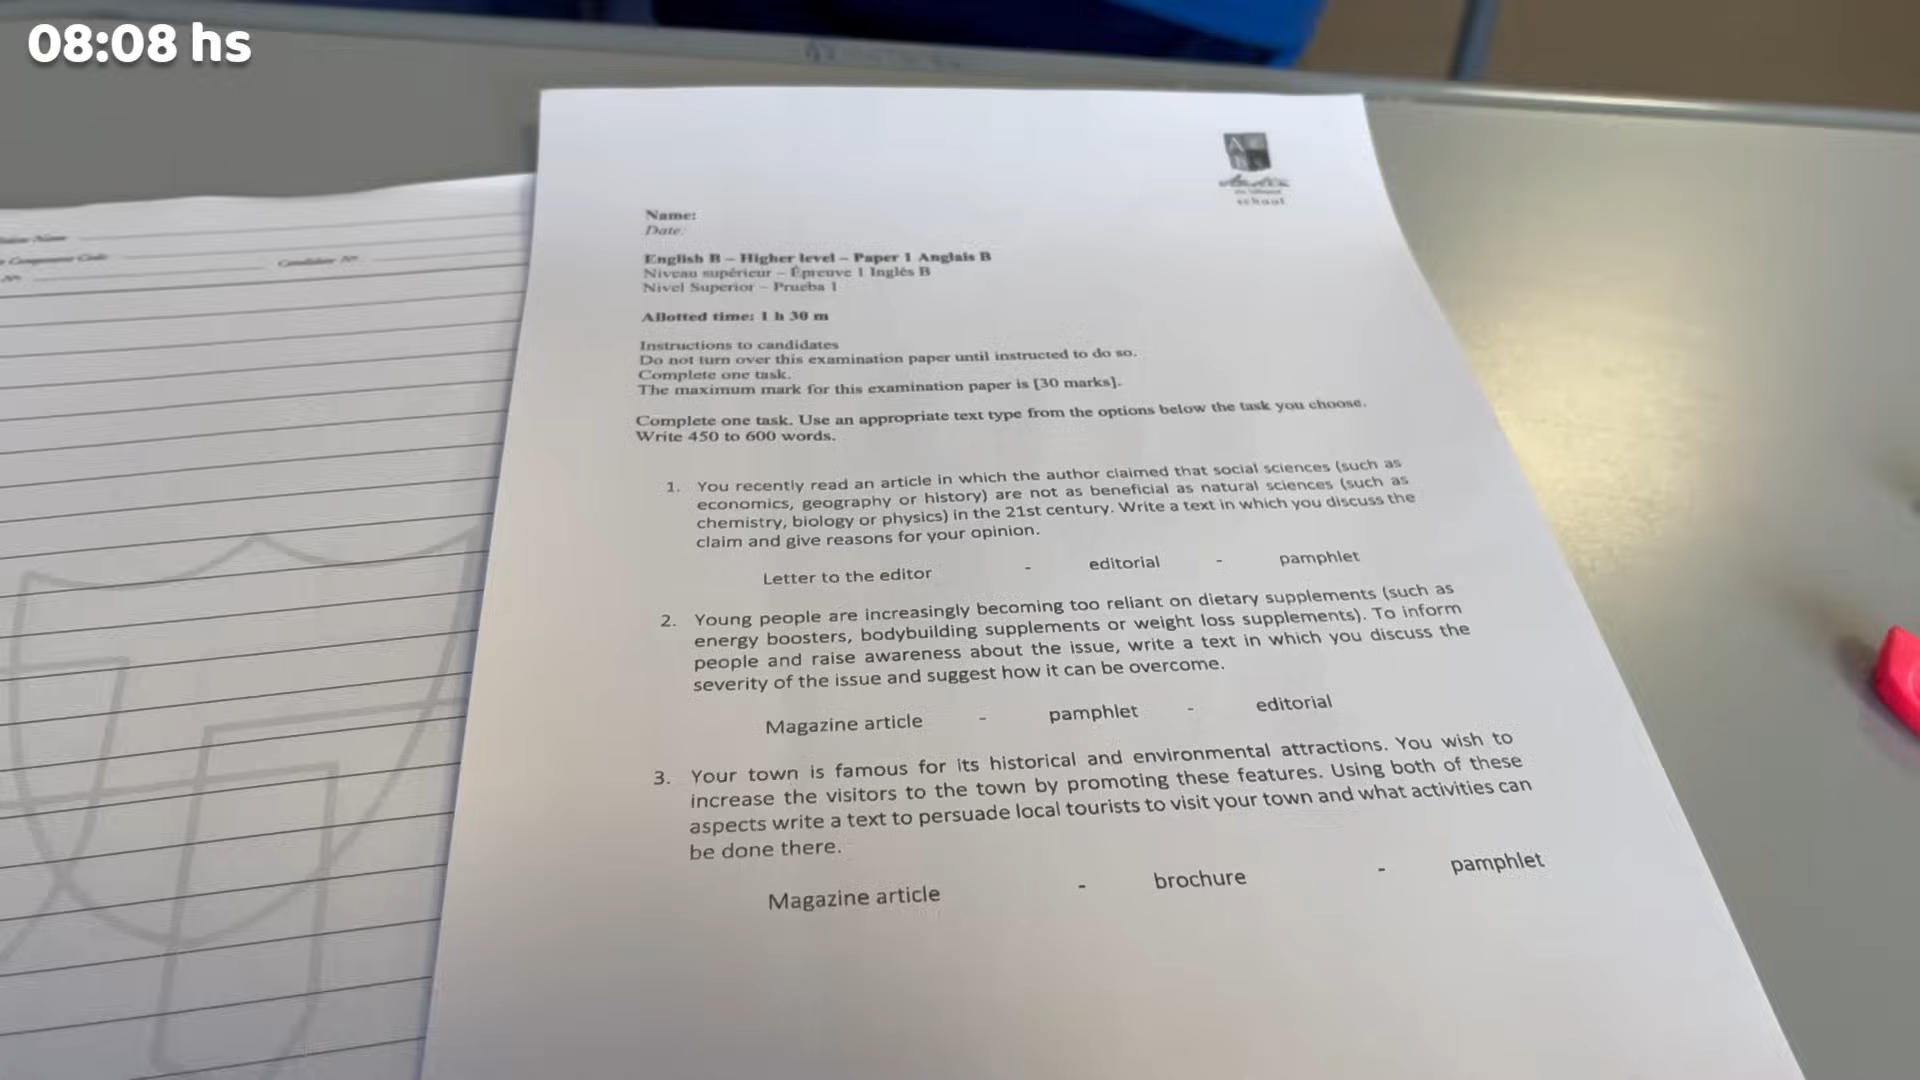 08:08 hs
A
school
Name:
Date:
English B – Higher level – Paper 1 Anglais B
Niveau supérieur – Épreuve 1 Inglés B
Nivel Superior – Prueba 1
Allotted time: 1 h 30 m
Instructions to candidates
Do not turn over this examination paper until instructed to do so.
Complete one task.
The maximum mark for this examination paper is [30 marks].
Complete one task. Use an appropriate text type from the options below the task you choose.
Write 450 to 600 words.
1. You recently read an article in which the author claimed that social sciences (such as
economics, geography or history) are not as beneficial as natural sciences (such as
chemistry, biology or physics) in the 21st century. Write a text in which you discuss the
claim and give reasons for your opinion.
Letter to the editor - editorial - pamphlet
2. Young people are increasingly becoming too reliant on dietary supplements (such as
energy boosters, bodybuilding supplements or weight loss supplements). To inform
people and raise awareness about the issue, write a text in which you discuss the
severity of the issue and suggest how it can be overcome.
Magazine article - pamphlet - editorial
3. Your town is famous for its historical and environmental attractions. You wish to
increase the visitors to the town by promoting these features. Using both of these
aspects write a text to persuade local tourists to visit your town and what activities can
be done there.
Magazine article - brochure - pamphlet